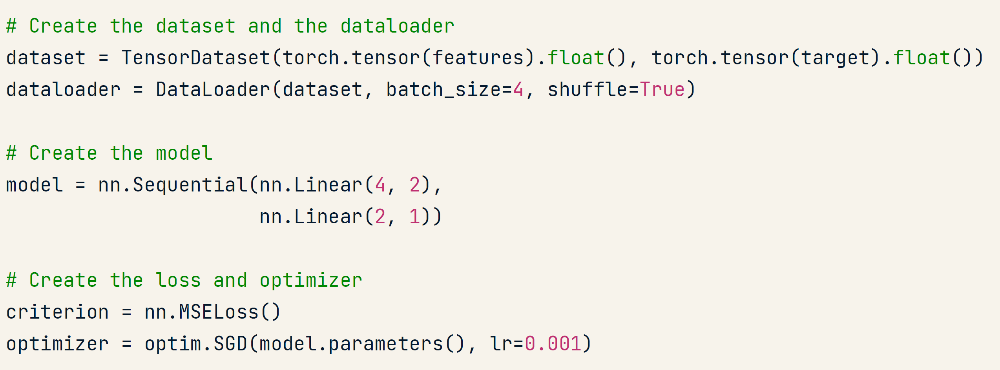 # Create the dataset and the dataloader
dataset = TensorDataset(torch.tensor(features).float(), torch.tensor(target).float())
dataloader = DataLoader(dataset, batch_size=4, shuffle=True)
# Create the model
model = nn.Sequential(nn.Linear(4, 2),
                      nn.Linear(2, 1))
# Create the loss and optimizer
criterion = nn.MSELoss()
optimizer = optim.SGD(model.parameters(), lr=0.001)